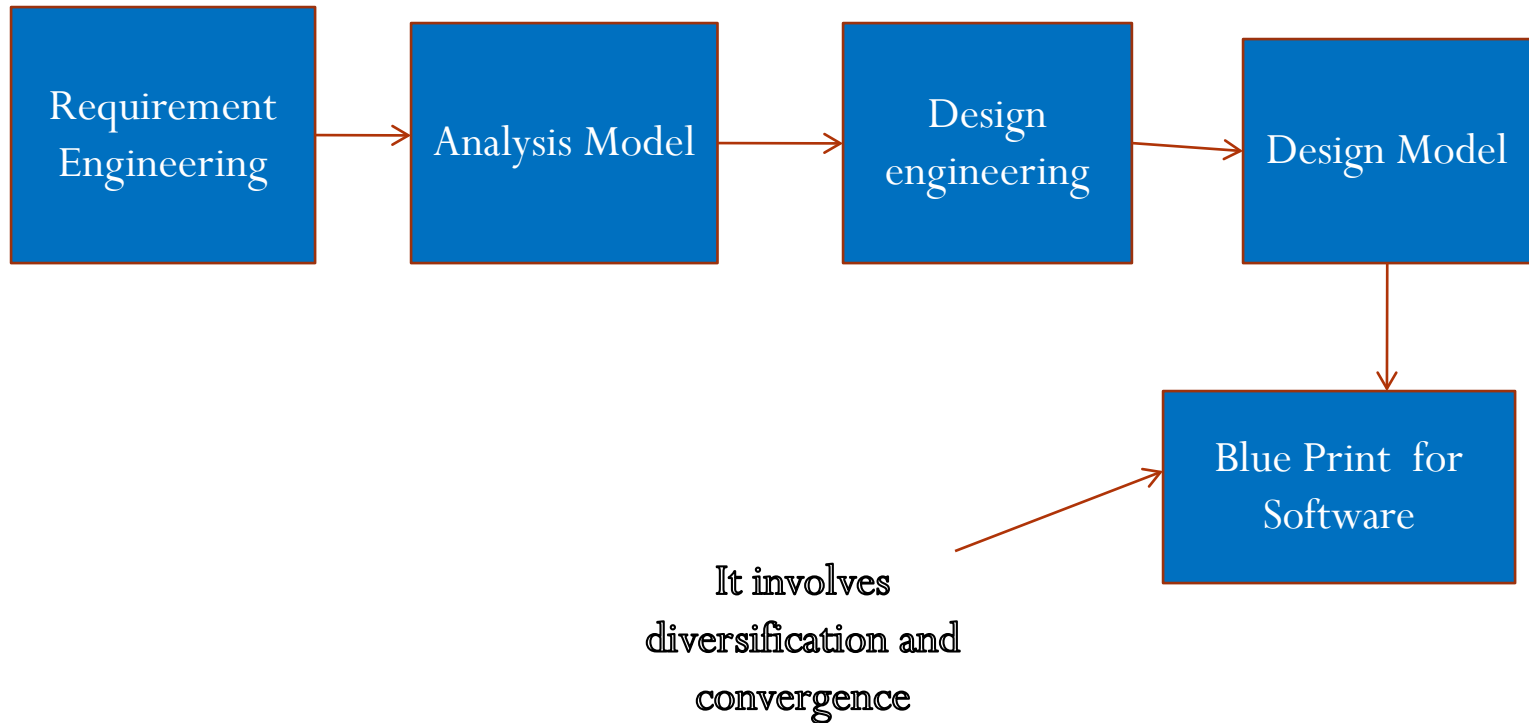 Requirement
Engineering
Analysis Model
Design
engineering
Design Model
Blue Print for
Software
It involves
diversification and
convergence